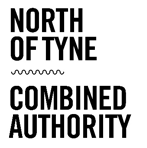 NORTH
OF TYNE
COMBINED
AUTHORITY